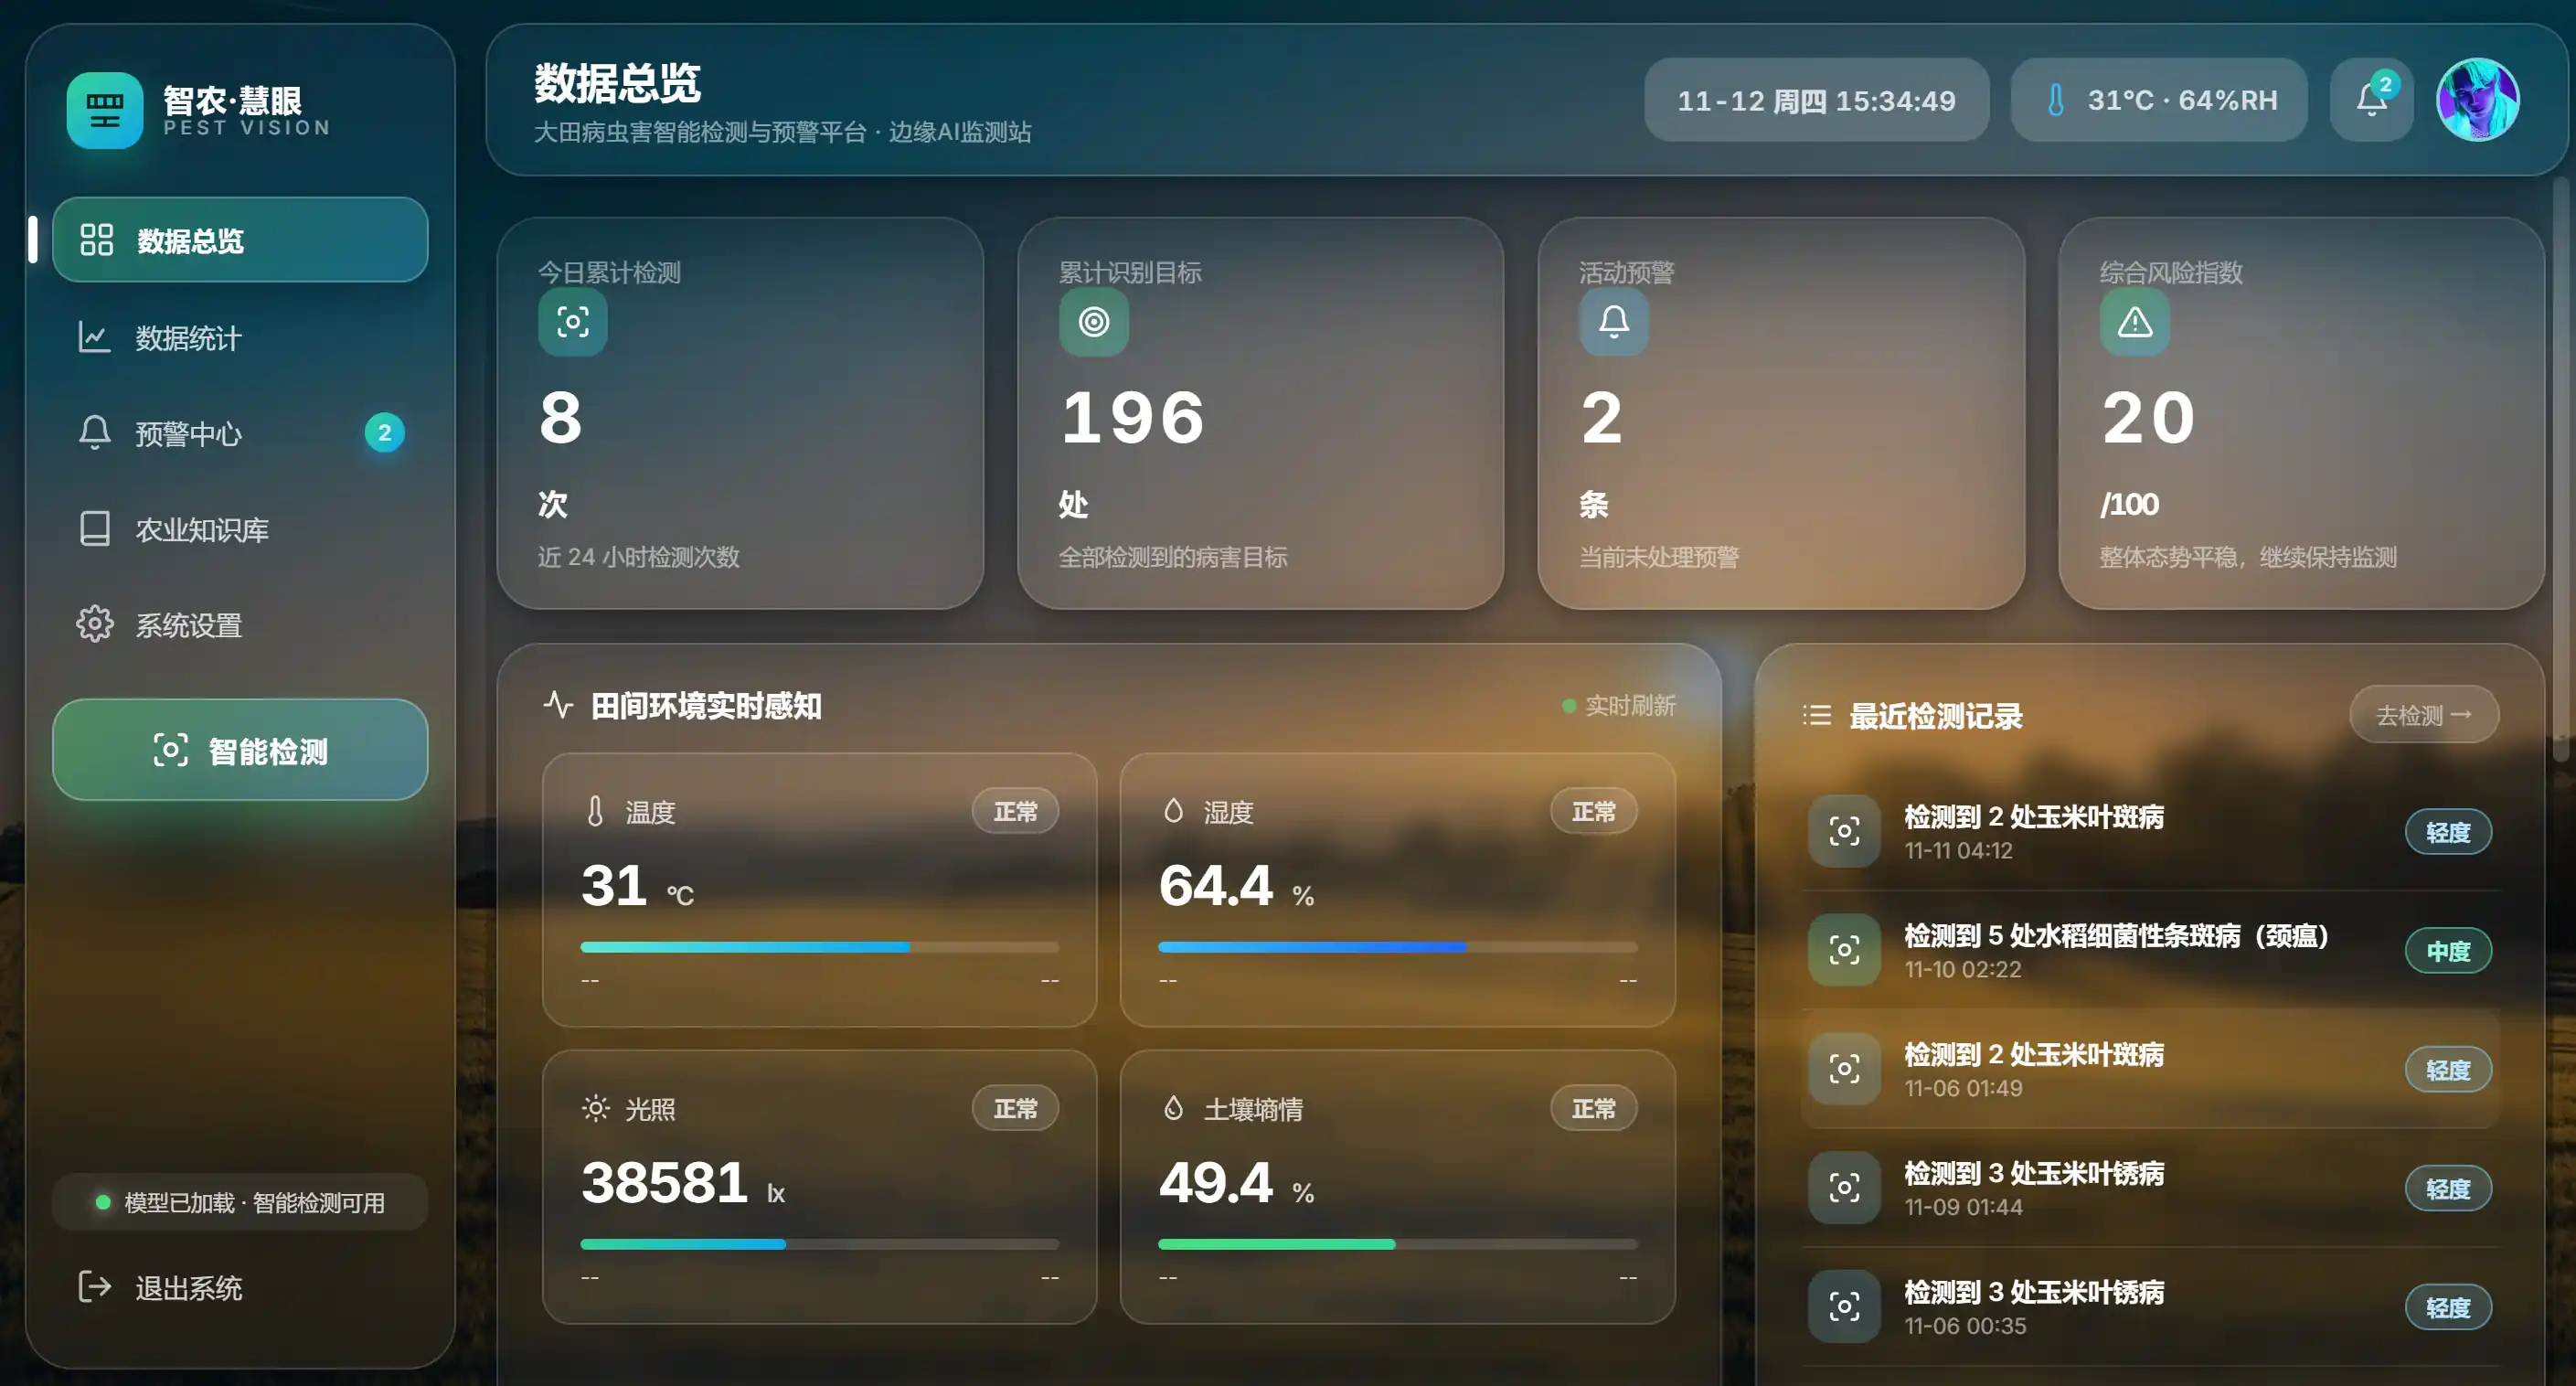 智农·慧眼
PEST VISION
数据总览
数据统计
预警中心
2
农业知识库
系统设置
智能检测
模型已加载 · 智能检测可用
退出系统
数据总览
大田病虫害智能检测与预警平台 · 边缘AI监测站
11-12 周四 15:34:49
31°C · 64%RH
2
今日累计检测
8
次
近 24 小时检测次数
累计识别目标
196
处
全部检测到的病害目标
活动预警
2
条
当前未处理预警
综合风险指数
20
/100
整体态势平稳，继续保持监测
田间环境实时感知
实时刷新
温度
正常
31 ℃
-- --
湿度
正常
64.4 %
-- --
光照
正常
38581 lx
-- --
土壤墒情
正常
49.4 %
-- --
最近检测记录
去检测 →
检测到 2 处玉米叶斑病
11-11 04:12
轻度
检测到 5 处水稻细菌性条斑病（颈瘟）
11-10 02:22
中度
检测到 2 处玉米叶斑病
11-06 01:49
轻度
检测到 3 处玉米叶锈病
11-09 01:44
轻度
检测到 3 处玉米叶锈病
11-06 00:35
轻度